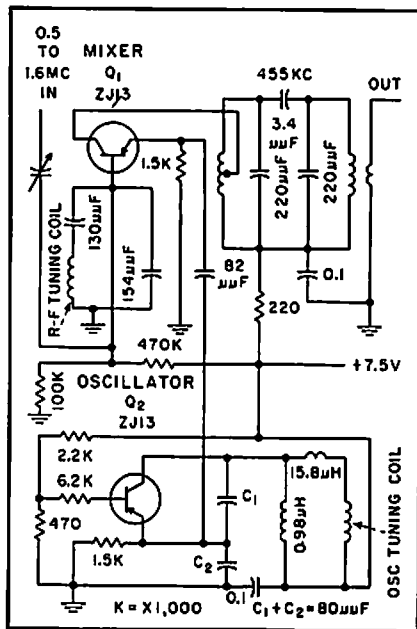 0.5
TO
1.6MC
IN
MIXER
Q₁
ZJ13
455KC
OUT
3.4
μμF
1.5K
220μμF
220μμF
130μμF
R-F TUNING COIL
154μμF
82
μμF
0.1
220
470K
+7.5V
100K
OSCILLATOR
Q₂
ZJ13
2.2K
6.2K
15.8μH
C₁
470
0.98μH
OSC TUNING COIL
1.5K
C₂
0.1
K = X1,000
C₁+C₂=80μμF